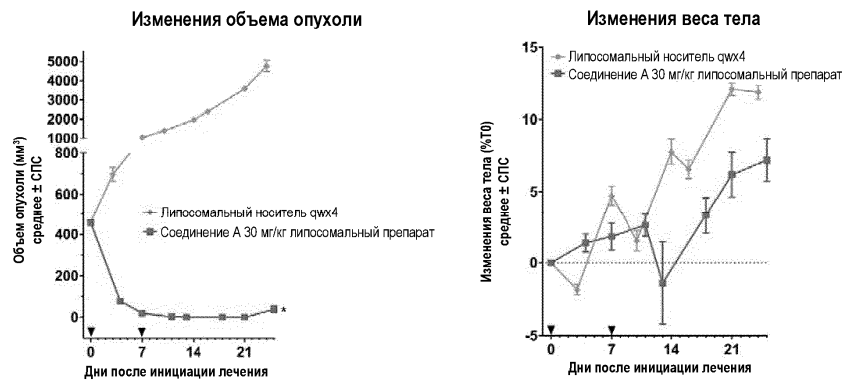 Изменения объема опухоли
5000
4000
3000
2000
1000
800
600
400
200
0
Объем опухоли (мм³)
среднее ± СПС
Липосомальный носитель qwx4
Соединение А 30 мг/кг липосомальный препарат
*
0 7 14 21
Дни после инициации лечения
Изменения веса тела
15
10
5
0
-5
Изменения веса тела (%T0)
среднее ± СПС
Липосомальный носитель qwx4
Соединение А 30 мг/кг липосомальный препарат
0 7 14 21
Дни после инициации лечения